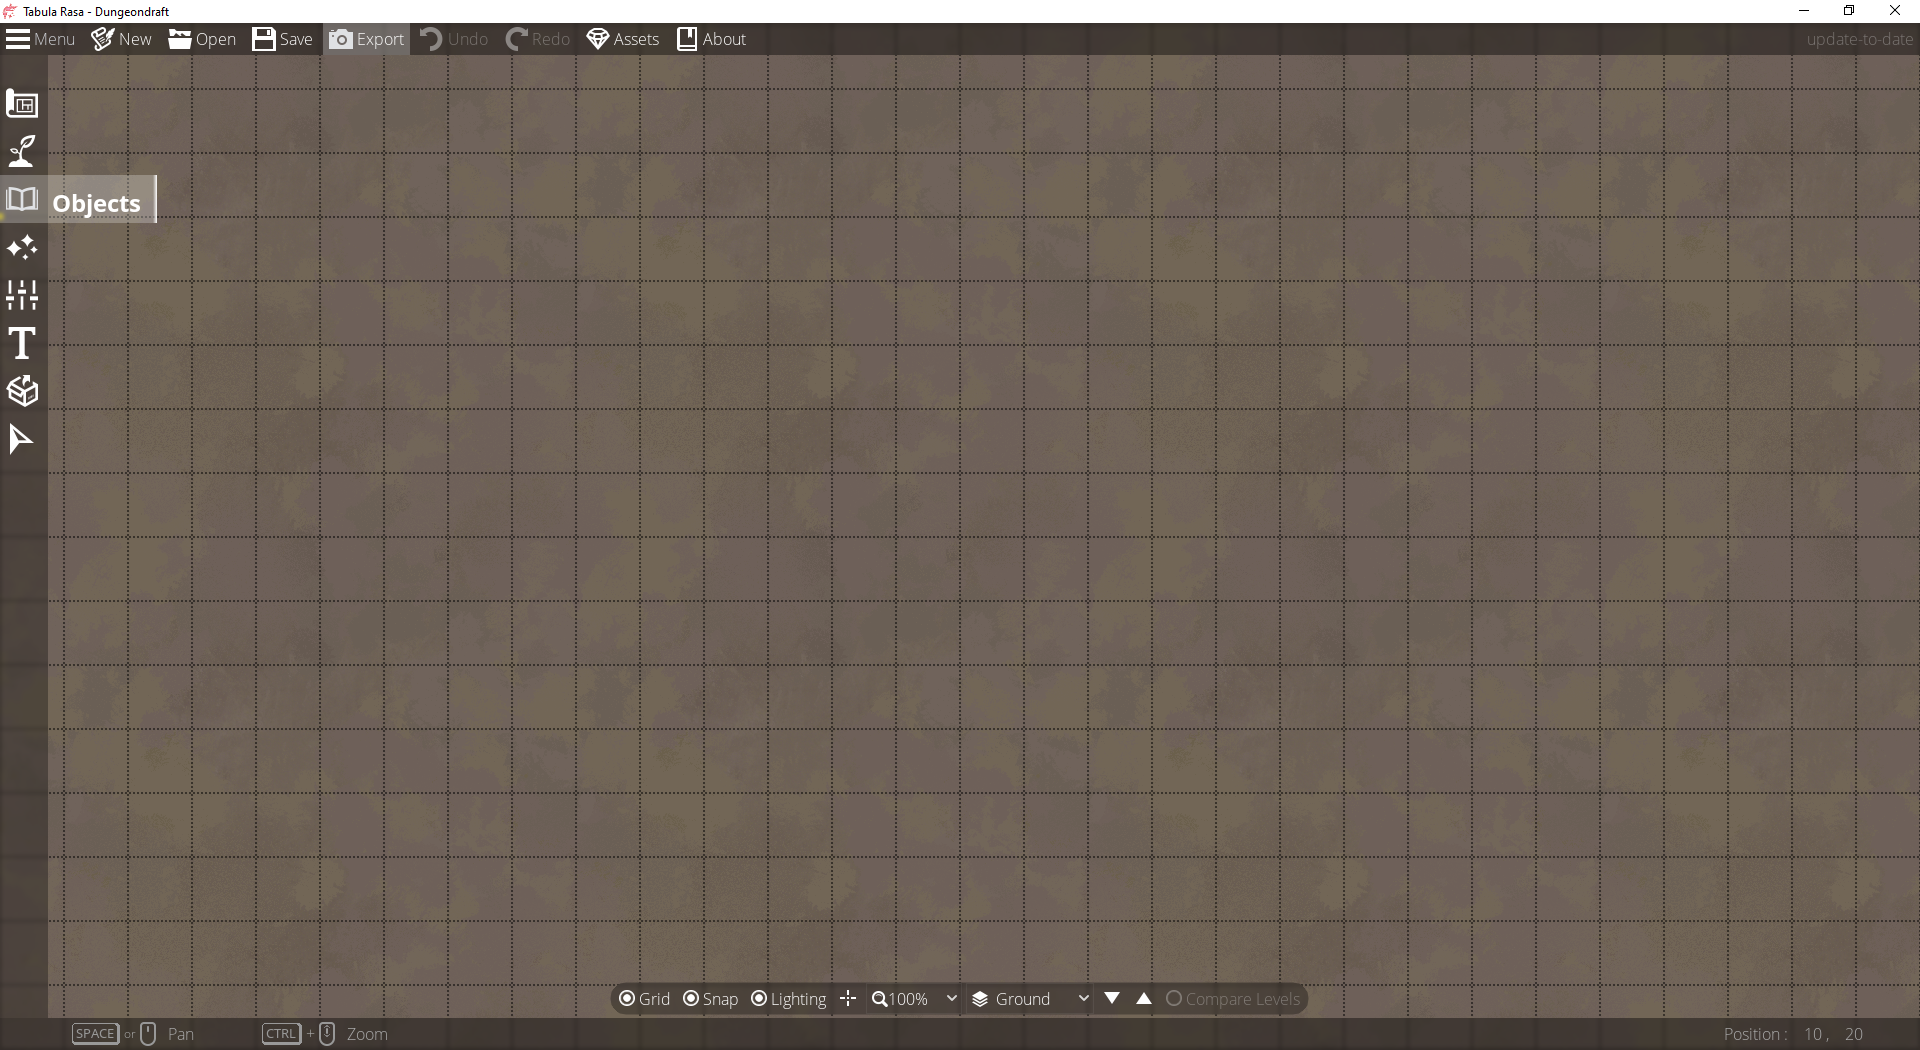 Tabula Rasa - Dungeondraft
Menu New Open Save Export Undo Redo Assets About update-to-date
Objects
Grid Snap Lighting 100% Ground Compare Levels
SPACE or Pan CTRL + Zoom Position : 10 , 20